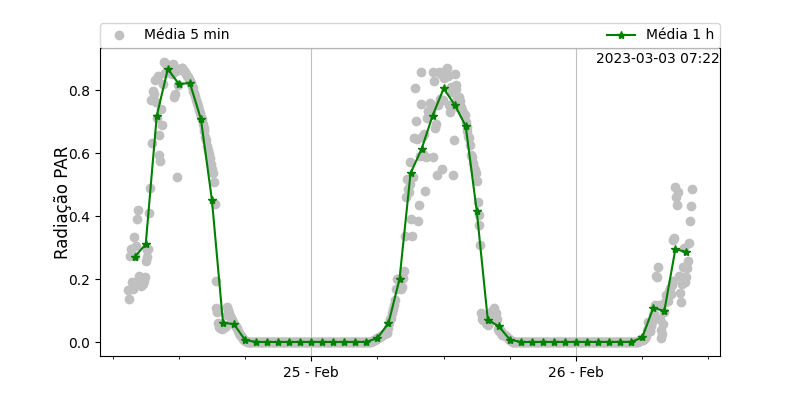 Média 5 min
Média 1 h
2023-03-03 07:22
Radiação PAR
0.8
0.6
0.4
0.2
0.0
25 - Feb
26 - Feb